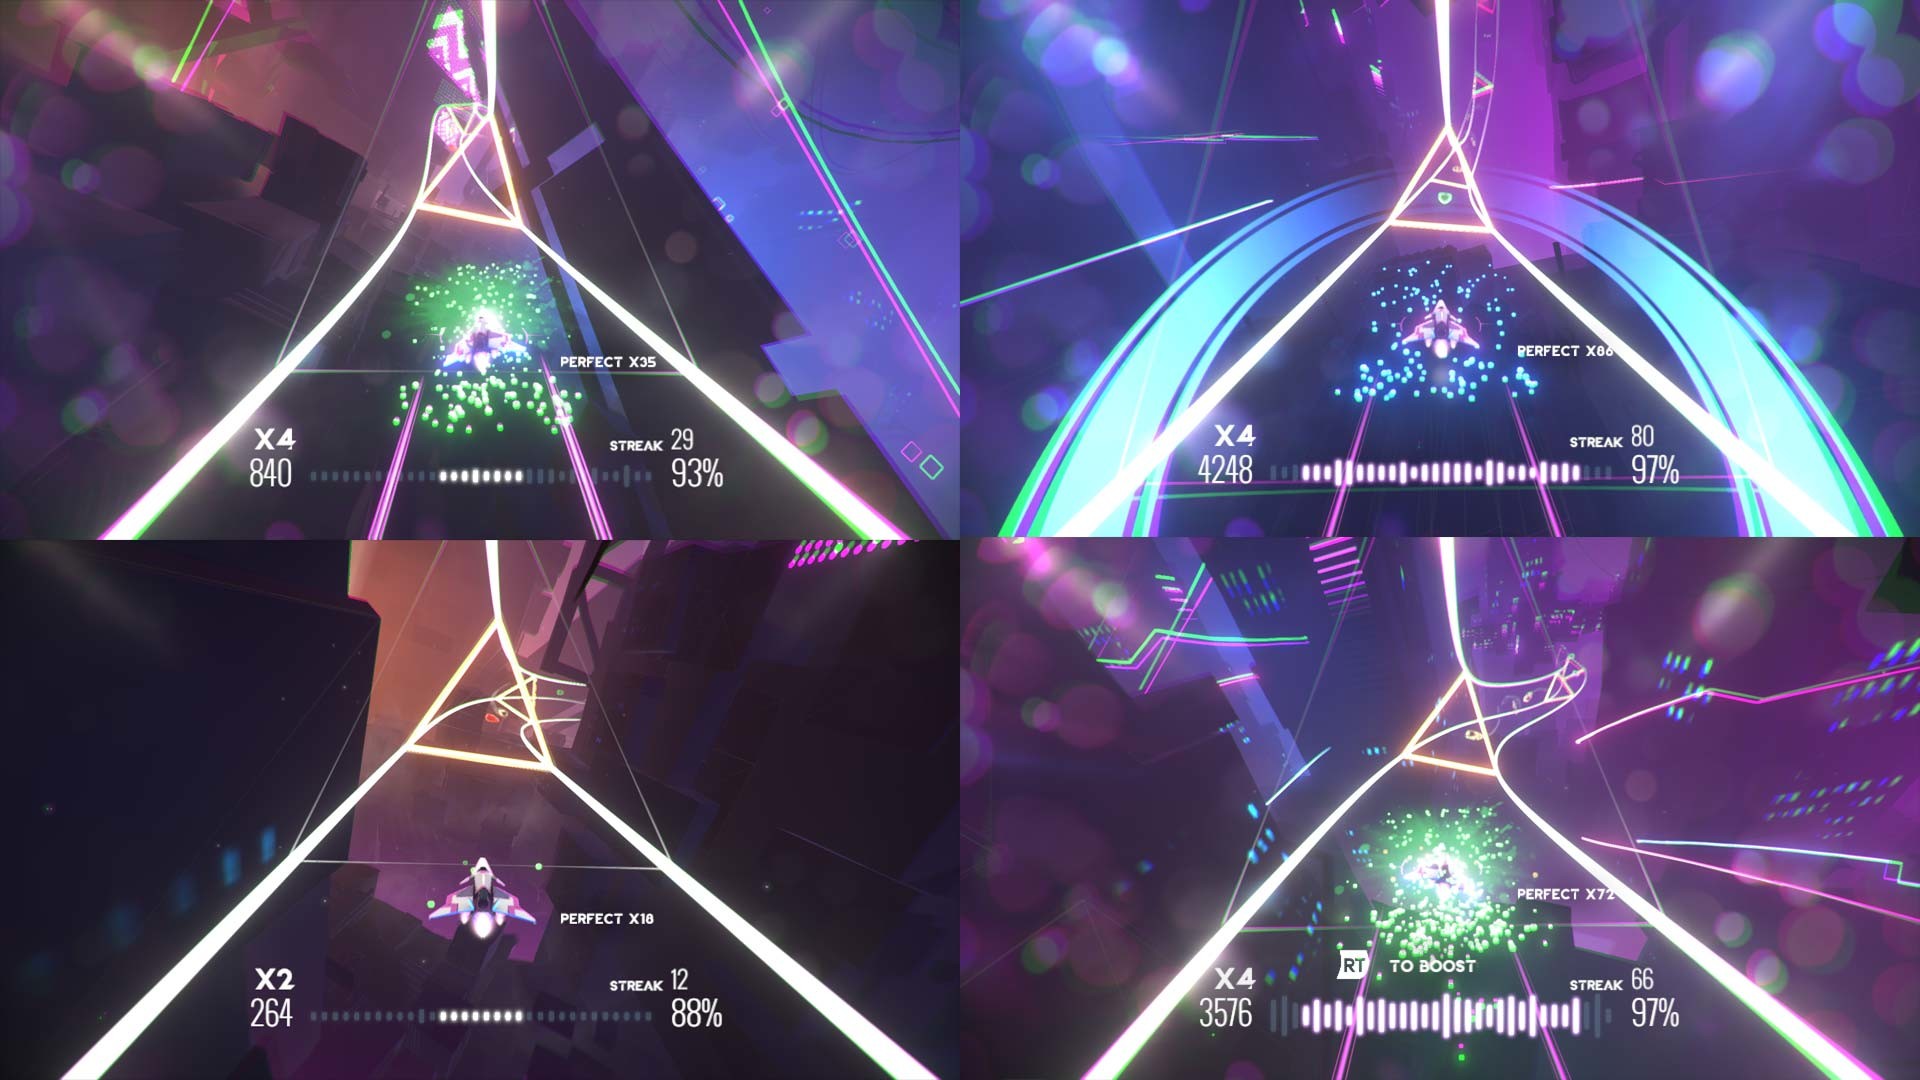 PERFECT X35
X4
STREAK 29
840
93%
PERFECT X86
X4
STREAK 80
4248
97%
PERFECT X18
X2
STREAK 12
264
88%
PERFECT X72
RT TO BOOST
X4
STREAK 66
3576
97%